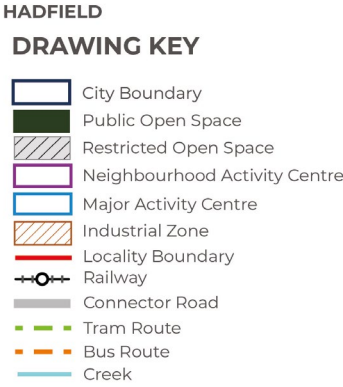 HADFIELD
DRAWING KEY
City Boundary
Public Open Space
Restricted Open Space
Neighbourhood Activity Centre
Major Activity Centre
Industrial Zone
Locality Boundary
Railway
Connector Road
Tram Route
Bus Route
Creek